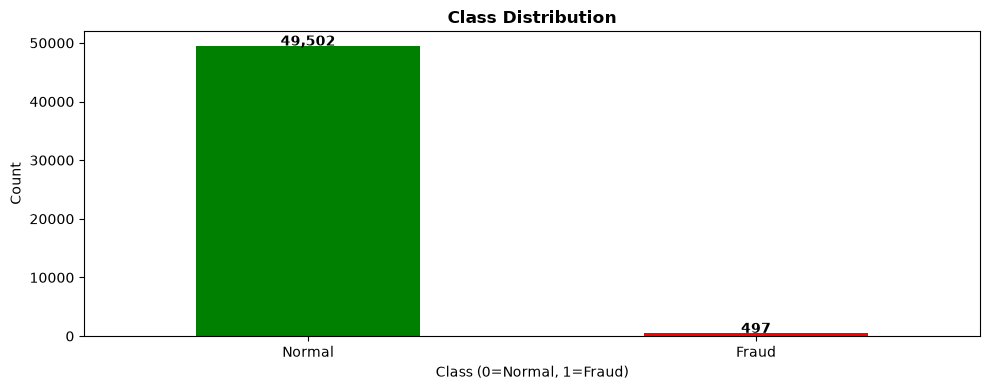 Class Distribution
50000
40000
30000
20000
10000
0
Count
49,502
497
Normal
Fraud
Class (0=Normal, 1=Fraud)